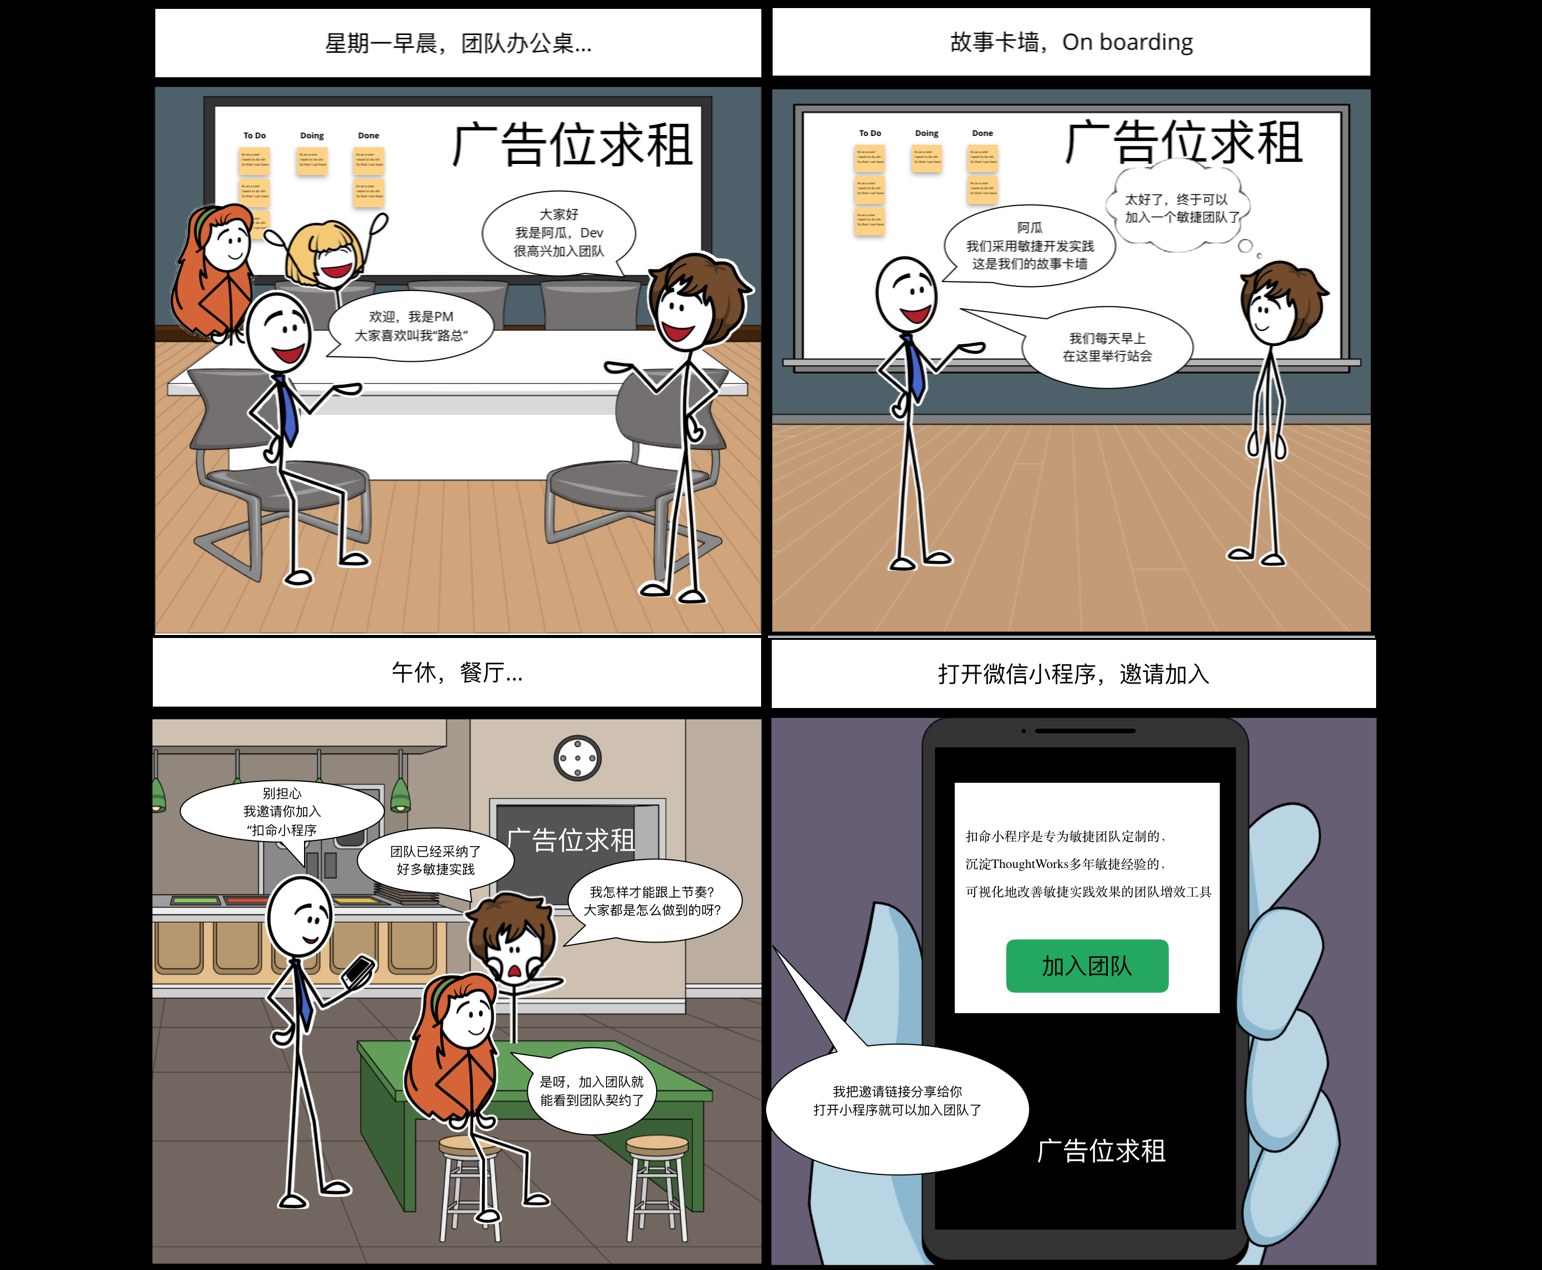 星期一早晨，团队办公桌...
To Do
Doing
Done
广告位求租
大家好
我是阿瓜，Dev
很高兴加入团队
欢迎，我是PM
大家喜欢叫我“路总”
故事卡墙，On boarding
To Do
Doing
Done
广告位求租
太好了，终于可以
加入一个敏捷团队了
阿瓜
我们采用敏捷开发实践
这是我们的故事卡墙
我们每天早上
在这里举行站会
午休，餐厅...
别担心
我邀请你加入
“扣命小程序
团队已经采纳了
好多敏捷实践
广告位求租
我怎样才能跟上节奏?
大家都是怎么做到的呀?
是呀，加入团队就
能看到团队契约了
打开微信小程序，邀请加入
扣命小程序是专为敏捷团队定制的，
沉淀ThoughtWorks多年敏捷经验的，
可视化地改善敏捷实践效果的团队增效工具
加入团队
我把邀请链接分享给你
打开小程序就可以加入团队了
广告位求租